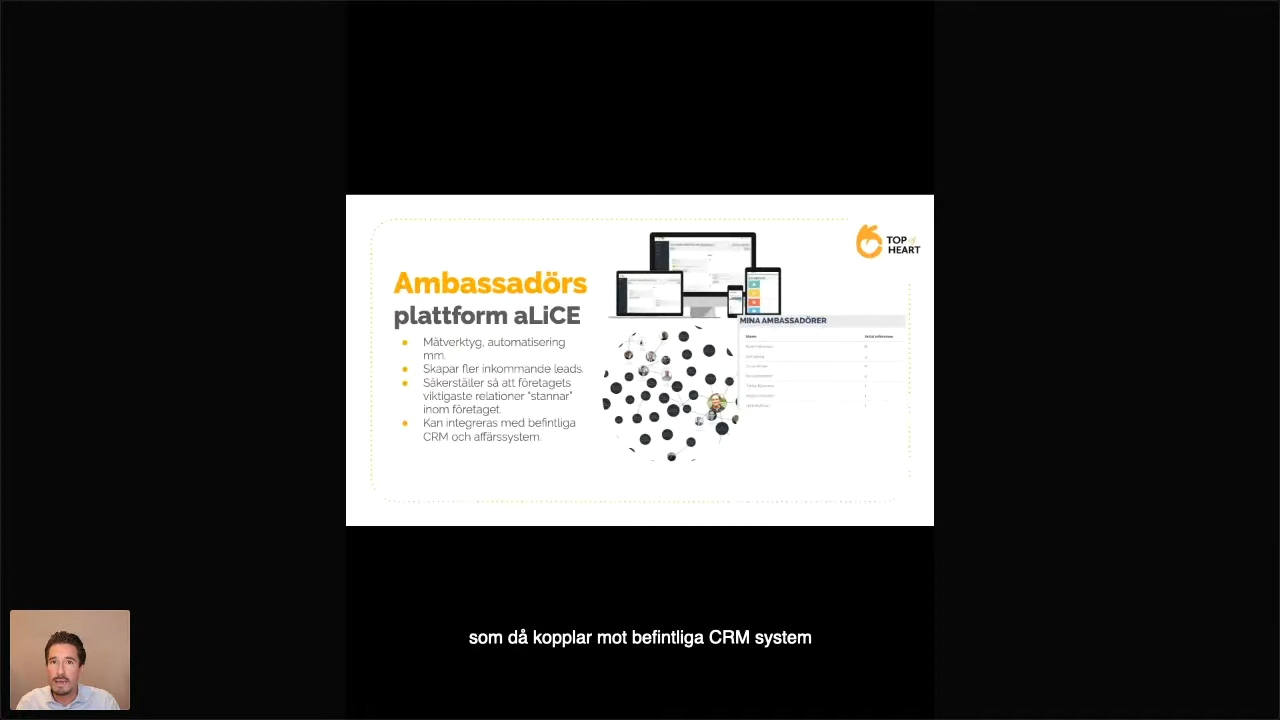 TOP of
HEART
Ambassadörs
plattform aLiCE
Mätverktyg, automatisering
mm.
Skapar fler inkommande leads.
Säkerställer så att företagets
viktigaste relationer "stannar"
inom företaget.
Kan integreras med befintliga
CRM och affärssystem.
MINA AMBASSADÖRER
som då kopplar mot befintliga CRM system